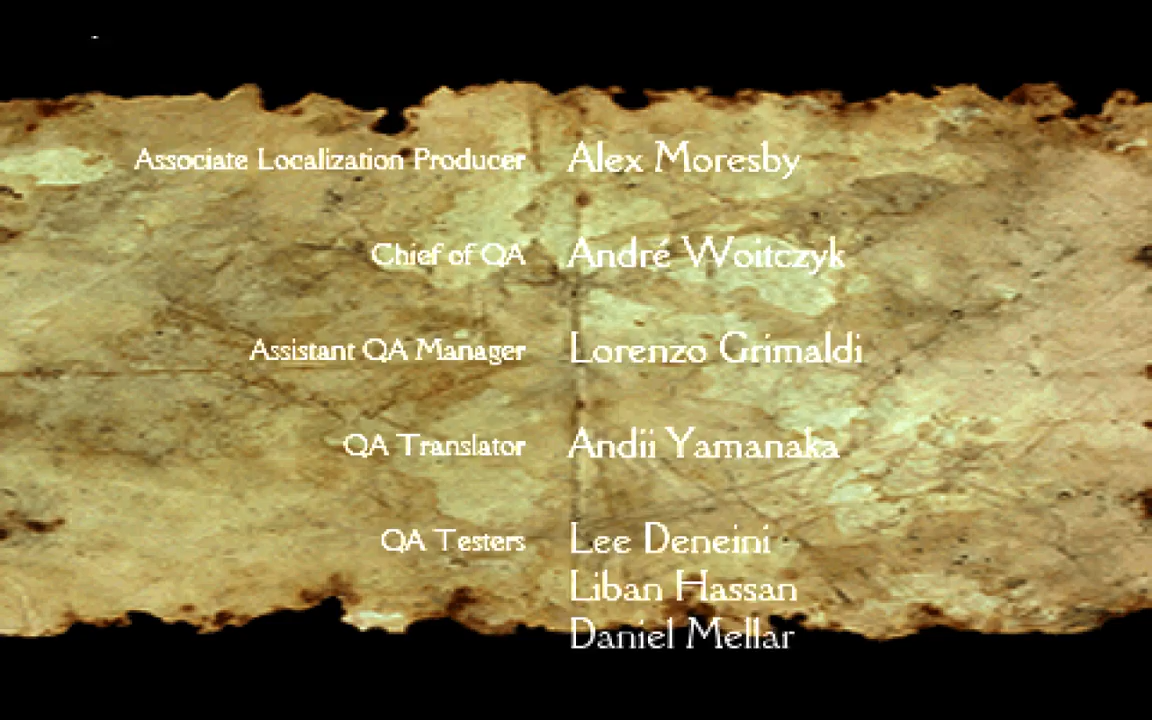 Associate Localization Producer Alex Moresby
Chief of QA André Woitczyk
Assistant QA Manager Lorenzo Grimaldi
QA Translator Andii Yamanaka
QA Testers Lee Deneini
Liban Hassan
Daniel Mellar